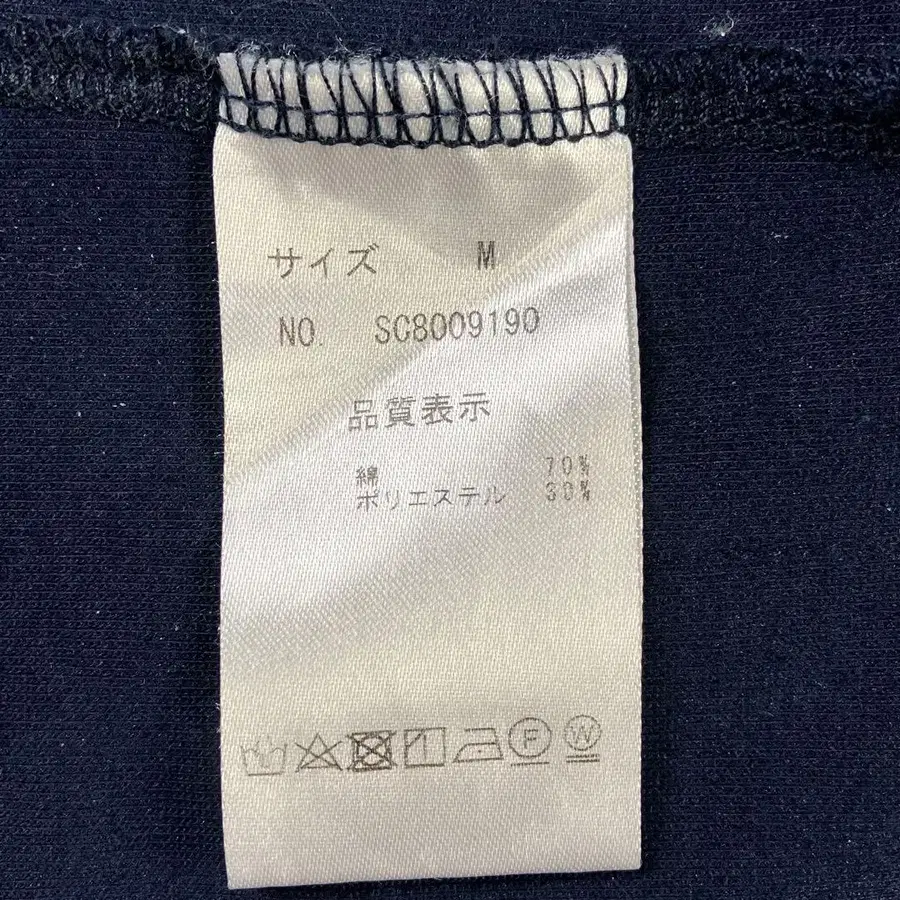 サイズ M
NO. SC8009190
品質表示
綿 70%
ポリエステル 30%
F W